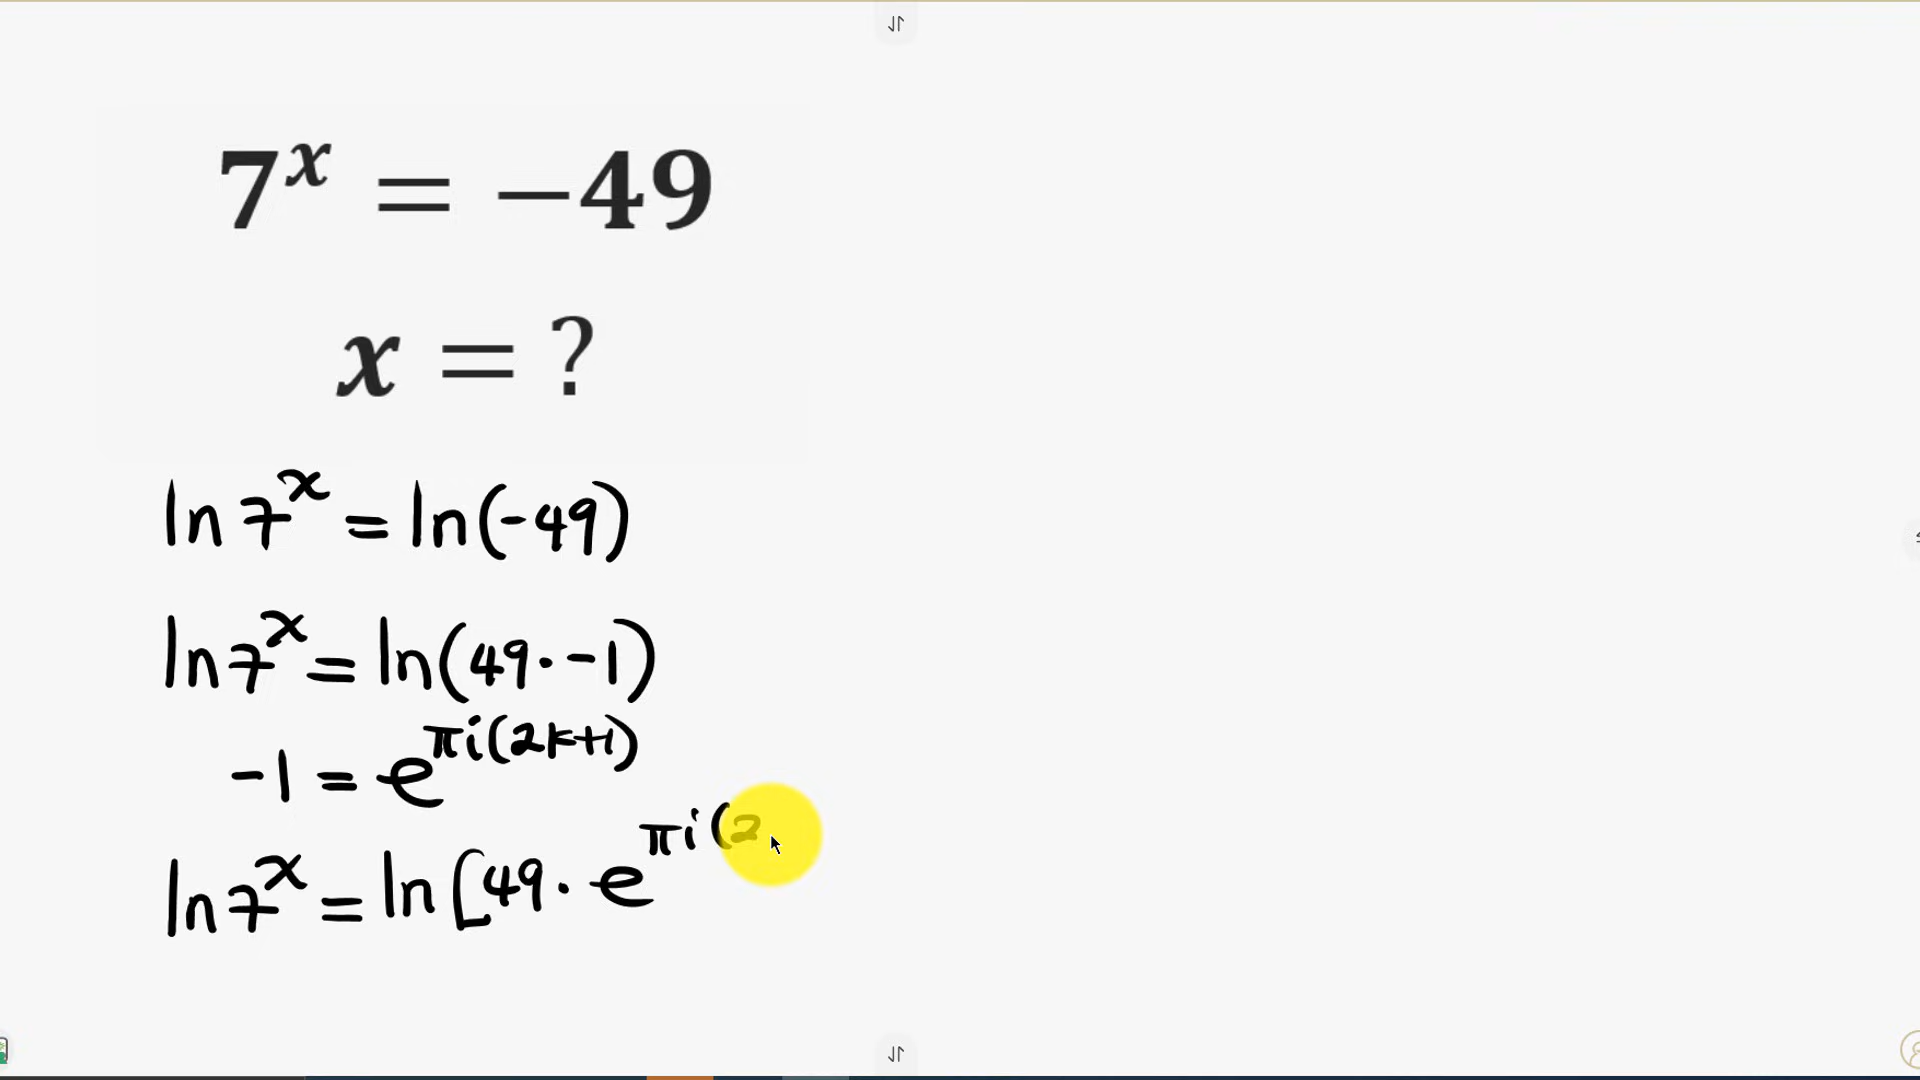 7^x = −49
x = ?
ln 7^x = ln(-49)
ln 7^x = ln(49 · -1)
-1 = e^πi(2k+1)
ln 7^x = ln[49 · e^πi(2